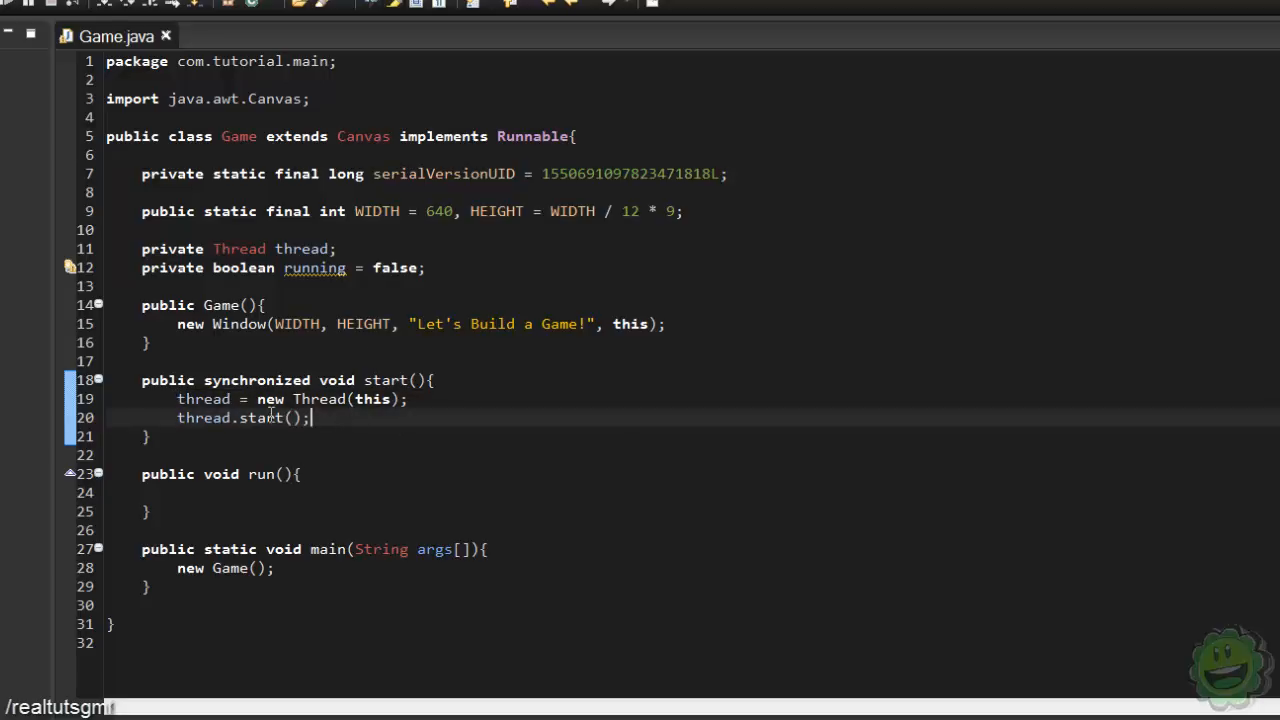 Game.java
1 package com.tutorial.main;
2
3 import java.awt.Canvas;
4
5 public class Game extends Canvas implements Runnable{
6
7 private static final long serialVersionUID = 1550691097823471818L;
8
9 public static final int WIDTH = 640, HEIGHT = WIDTH / 12 * 9;
10
11 private Thread thread;
12 private boolean running = false;
13
14 public Game(){
15 new Window(WIDTH, HEIGHT, "Let's Build a Game!", this);
16 }
17
18 public synchronized void start(){
19 thread = new Thread(this);
20 thread.start();
21 }
22
23 public void run(){
24
25 }
26
27 public static void main(String args[]){
28 new Game();
29 }
30
31 }
32
/realtutsgm